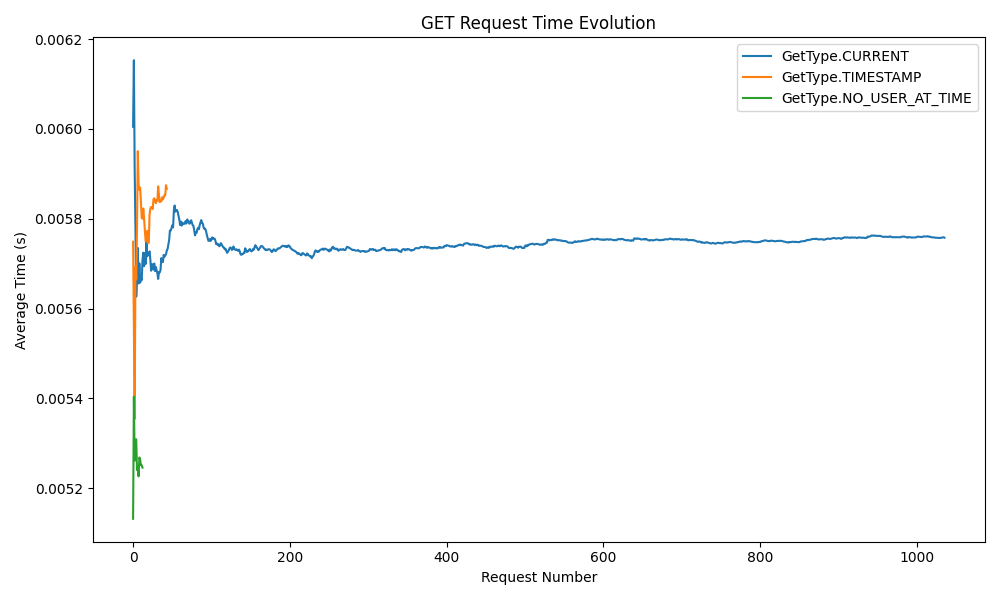 GET Request Time Evolution
GetType.CURRENT
GetType.TIMESTAMP
GetType.NO_USER_AT_TIME
Average Time (s)
0.0062
0.0060
0.0058
0.0056
0.0054
0.0052
0 200 400 600 800 1000
Request Number